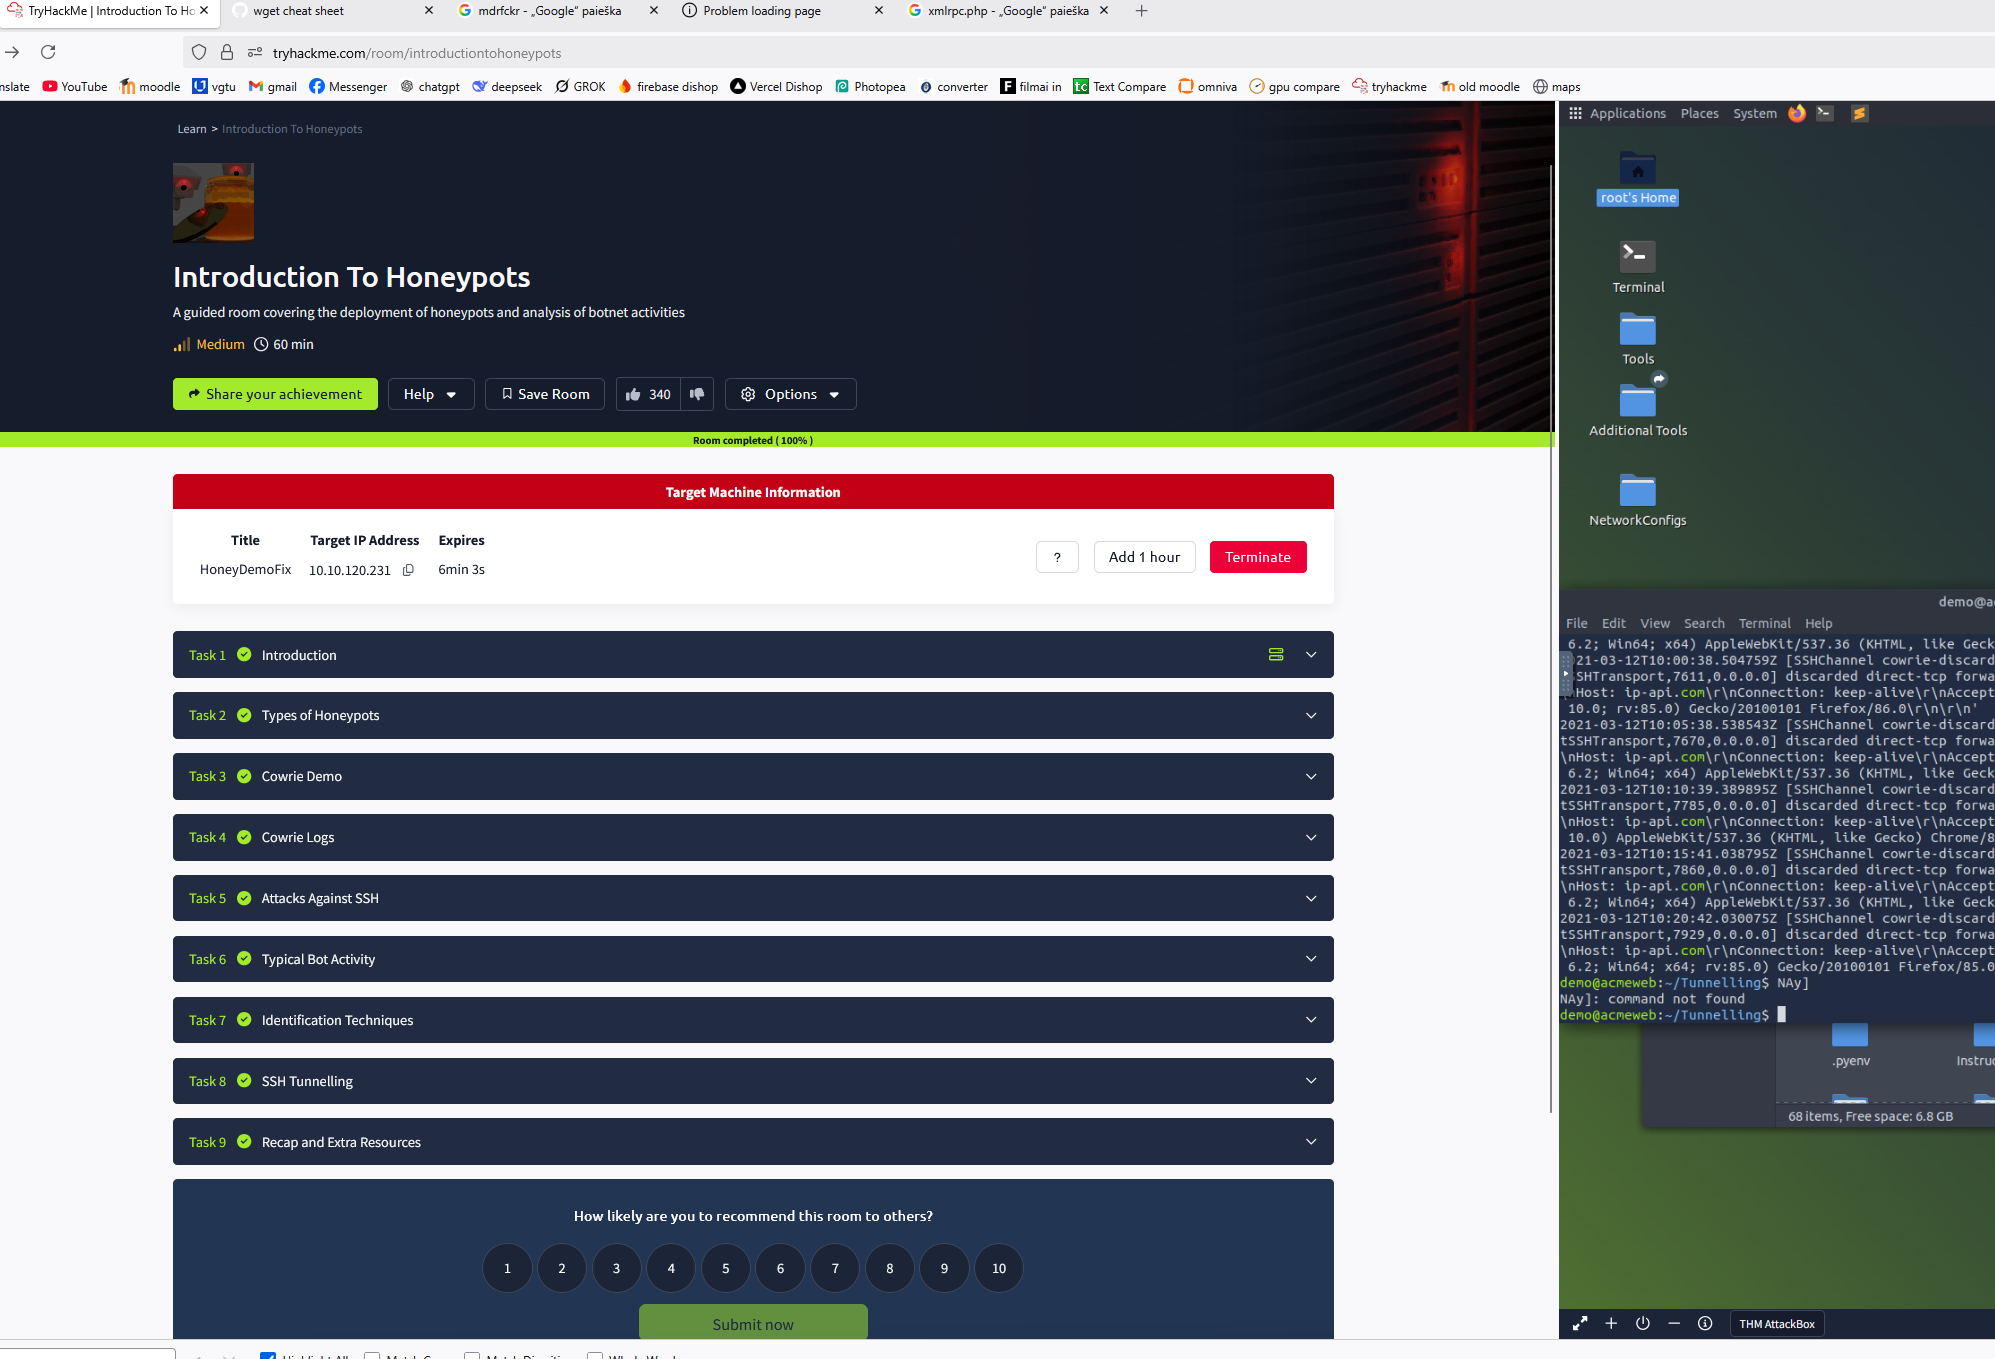 TryHackMe | Introduction To Ho
wget cheat sheet
mdrfckr - „Google“ paieška
Problem loading page
xmlrpc.php - „Google“ paieška
tryhackme.com/room/introductiontohoneypots
nslate YouTube moodle vgtu gmail Messenger chatgpt deepseek GROK firebase dishop Vercel Dishop Photopea converter filmai in Text Compare omniva gpu compare tryhackme old moodle maps
Learn > Introduction To Honeypots
Introduction To Honeypots
A guided room covering the deployment of honeypots and analysis of botnet activities
Medium 60 min
Share your achievement Help Save Room 340 Options
Room completed ( 100% )
Target Machine Information
Title Target IP Address Expires
HoneyDemoFix 10.10.120.231 6min 3s
? Add 1 hour Terminate
Task 1 Introduction
Task 2 Types of Honeypots
Task 3 Cowrie Demo
Task 4 Cowrie Logs
Task 5 Attacks Against SSH
Task 6 Typical Bot Activity
Task 7 Identification Techniques
Task 8 SSH Tunnelling
Task 9 Recap and Extra Resources
How likely are you to recommend this room to others?
1 2 3 4 5 6 7 8 9 10
Submit now
Applications Places System
root's Home
Terminal
Tools
Additional Tools
NetworkConfigs
demo@ac
File Edit View Search Terminal Help
6.2; Win64; x64) AppleWebKit/537.36 (KHTML, like Geck
21-03-12T10:00:38.504759Z [SSHChannel cowrie-discard
SHTransport,7611,0.0.0.0] discarded direct-tcp forwa
\nHost: ip-api.com\r\nConnection: keep-alive\r\nAccept
10.0; rv:85.0) Gecko/20100101 Firefox/86.0\r\n\r\n'
2021-03-12T10:05:38.538543Z [SSHChannel cowrie-discard
tSSHTransport,7670,0.0.0.0] discarded direct-tcp forwa
\nHost: ip-api.com\r\nConnection: keep-alive\r\nAccept
6.2; Win64; x64) AppleWebKit/537.36 (KHTML, like Geck
2021-03-12T10:10:39.389895Z [SSHChannel cowrie-discard
tSSHTransport,7785,0.0.0.0] discarded direct-tcp forwa
\nHost: ip-api.com\r\nConnection: keep-alive\r\nAccept
10.0) AppleWebKit/537.36 (KHTML, like Gecko) Chrome/8
2021-03-12T10:15:41.038795Z [SSHChannel cowrie-discard
tSSHTransport,7860,0.0.0.0] discarded direct-tcp forwa
\nHost: ip-api.com\r\nConnection: keep-alive\r\nAccept
6.2; Win64; x64) AppleWebKit/537.36 (KHTML, like Geck
2021-03-12T10:20:42.030075Z [SSHChannel cowrie-discard
tSSHTransport,7929,0.0.0.0] discarded direct-tcp forwa
\nHost: ip-api.com\r\nConnection: keep-alive\r\nAccept
6.2; Win64; x64; rv:85.0) Gecko/20100101 Firefox/85.0
demo@acmeweb:~/Tunnelling$ NAy]
NAy]: command not found
demo@acmeweb:~/Tunnelling$
.pyenv Instruc
68 items, Free space: 6.8 GB
THM AttackBox